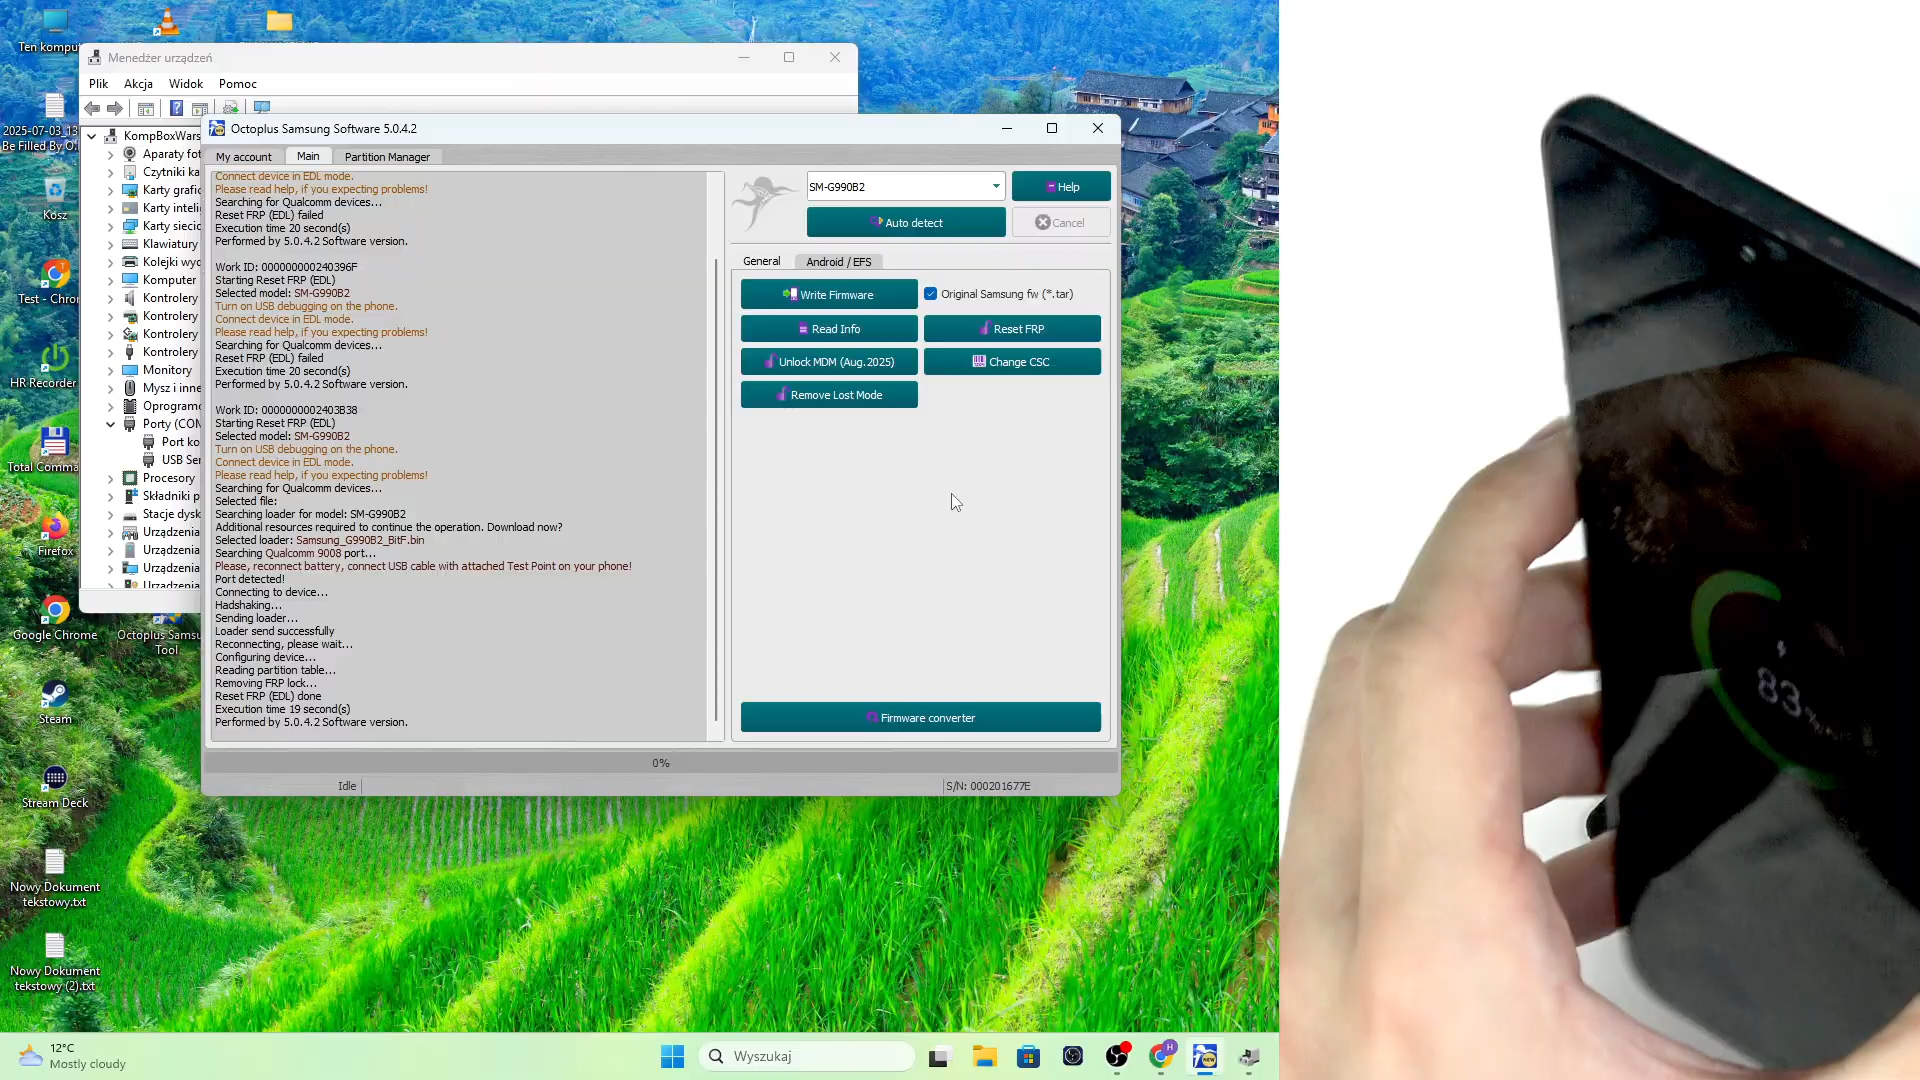 Ten komputer
2025-07-03_13
Be Filled By O.
Kosz
Test - Chrom
HR Recorder
Total Comma
Firefox
Google Chrome
Octoplus Samsu
Tool
Steam
Stream Deck
Nowy Dokument
tekstowy.txt
Nowy Dokument
tekstowy (2).txt
Menedżer urządzeń
Plik Akcja Widok Pomoc
KompBoxWars
Aparaty fot
Czytniki ka
Karty grafic
Karty inteli
Karty siecio
Klawiatury
Kolejki wyd
Komputer
Kontrolery
Kontrolery
Kontrolery
Kontrolery
Monitory
Mysz i inne
Oprogramo
Porty (COM
Port ko
USB Ser
Procesory
Składniki p
Stacje dysk
Urządzenia
Urządzenia
Urządzenia
Urządzenia
Octoplus Samsung Software 5.0.4.2
My account Main Partition Manager
Connect device in EDL mode.
Please read help, if you expecting problems!
Searching for Qualcomm devices...
Reset FRP (EDL) failed
Execution time 20 second(s)
Performed by 5.0.4.2 Software version.
Work ID: 000000000240396F
Starting Reset FRP (EDL)
Selected model: SM-G990B2
Turn on USB debugging on the phone.
Connect device in EDL mode.
Please read help, if you expecting problems!
Searching for Qualcomm devices...
Reset FRP (EDL) failed
Execution time 20 second(s)
Performed by 5.0.4.2 Software version.
Work ID: 0000000002403B38
Starting Reset FRP (EDL)
Selected model: SM-G990B2
Turn on USB debugging on the phone.
Connect device in EDL mode.
Please read help, if you expecting problems!
Searching for Qualcomm devices...
Selected file:
Searching loader for model: SM-G990B2
Additional resources required to continue the operation. Download now?
Selected loader: Samsung_G990B2_BitF.bin
Searching Qualcomm 9008 port...
Please, reconnect battery, connect USB cable with attached Test Point on your phone!
Port detected!
Connecting to device...
Hadshaking...
Sending loader...
Loader send successfully
Reconnecting, please wait...
Configuring device...
Reading partition table...
Removing FRP lock...
Reset FRP (EDL) done
Execution time 19 second(s)
Performed by 5.0.4.2 Software version.
SM-G990B2
Help
Auto detect
Cancel
General Android / EFS
Write Firmware
Original Samsung fw (*.tar)
Read Info
Reset FRP
Unlock MDM (Aug.2025)
Change CSC
Remove Lost Mode
Firmware converter
0%
Idle
S/N: 000201677E
83
12°C
Mostly cloudy
Wyszukaj
H
NEW